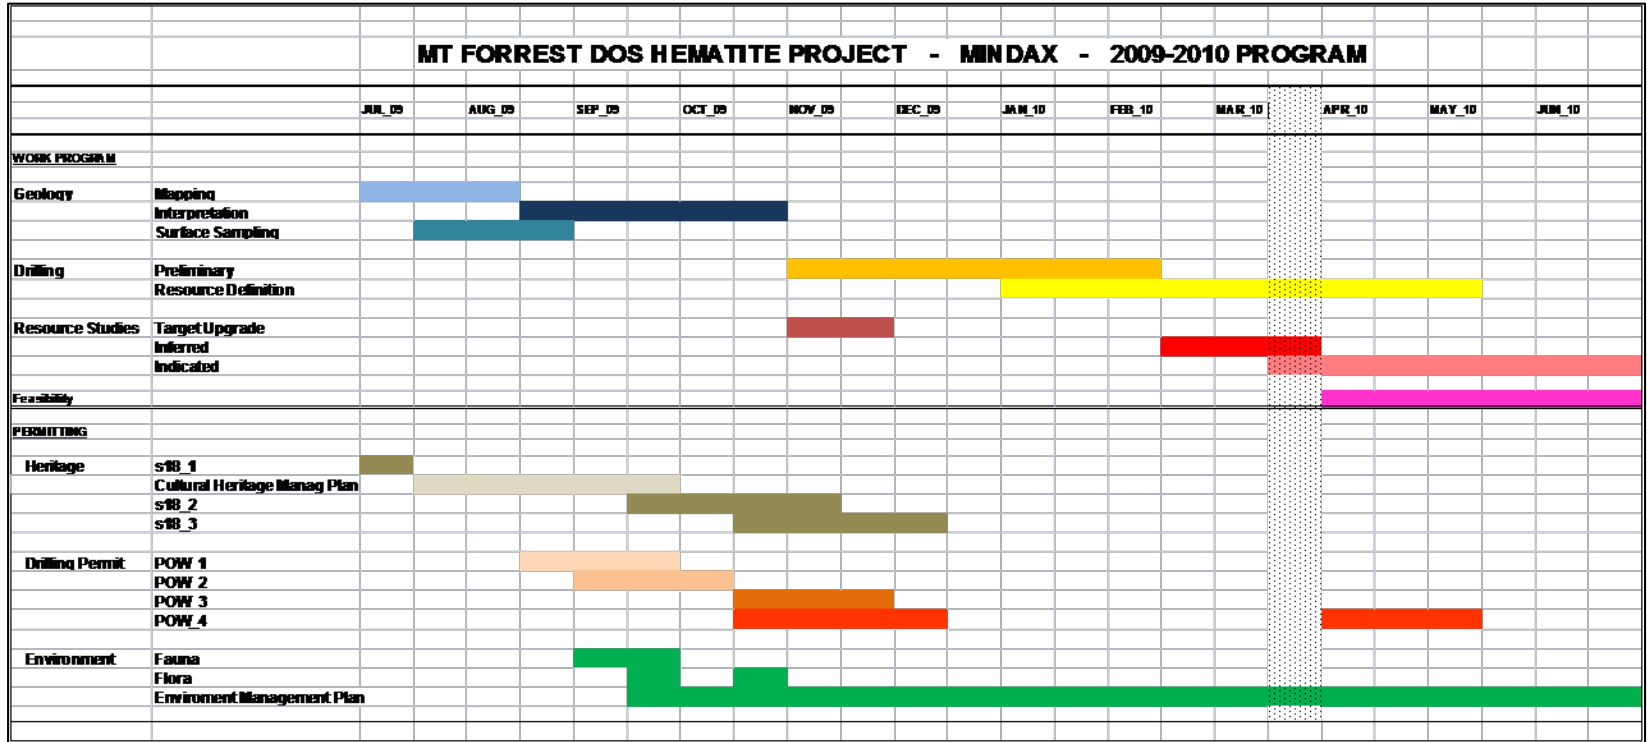 MT FORREST DOS HEMATITE PROJECT - MINDAX - 2009-2010 PROGRAM
JUL_09 AUG_09 SEP_09 OCT_09 NOV_09 DEC_09 JAN_10 FEB_10 MAR_10 APR_10 MAY_10 JUN_10
WORK PROGRAM
Geology Mapping
Interpretation
Surface Sampling
Drilling Preliminary
Resource Definition
Resource Studies Target Upgrade
Inferred
Indicated
Feasibility
PERMITTING
Heritage s18_1
Cultural Heritage Manag Plan
s18_2
s18_3
Drilling Permit POW 1
POW 2
POW 3
POW_4
Environment Fauna
Flora
Enviroment Management Plan